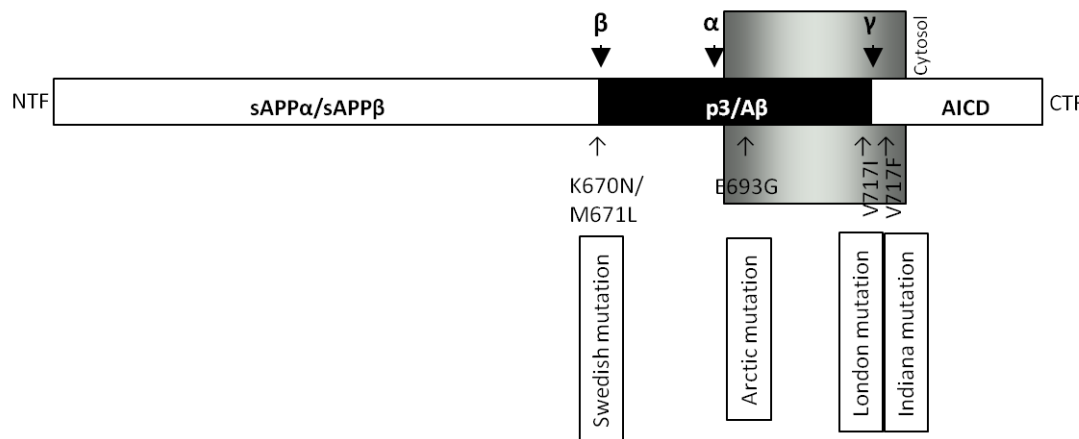 β
α
γ
Cytosol
NTF
sAPPα/sAPPβ
p3/Aβ
AICD
CTF
K670N/
M671L
E693G
V717I
V717F
Swedish mutation
Arctic mutation
London mutation
Indiana mutation